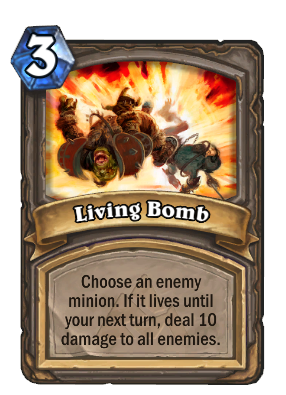 3
Living Bomb
Choose an enemy
minion. If it lives until
your next turn, deal 10
damage to all enemies.